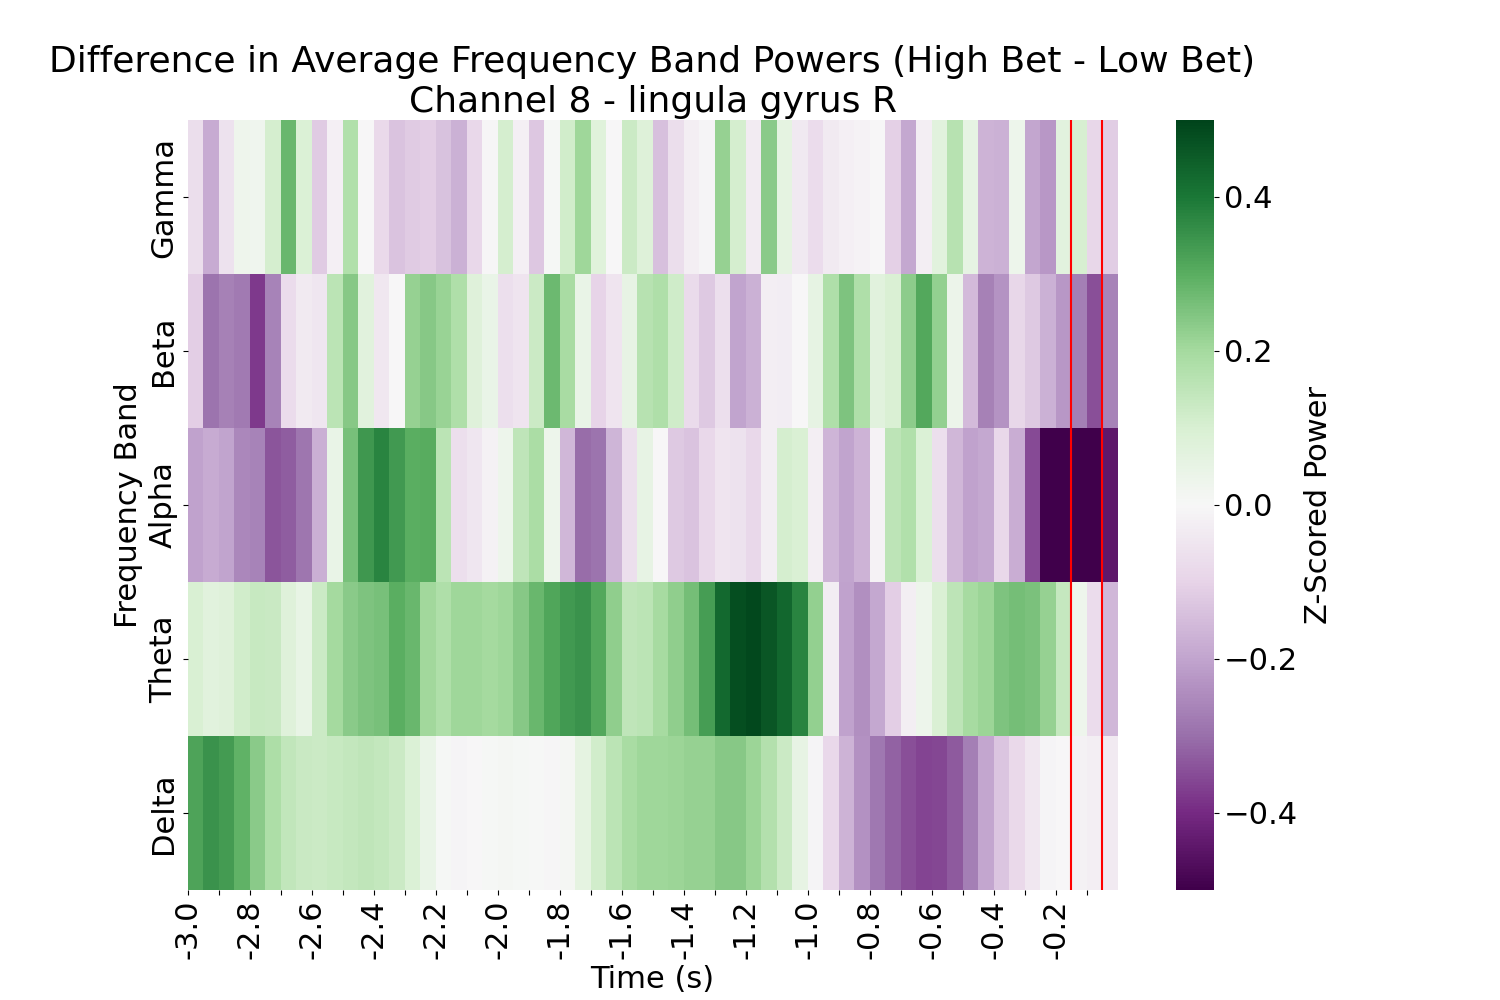 Difference in Average Frequency Band Powers (High Bet - Low Bet)
Channel 8 - lingula gyrus R
Frequency Band
Gamma
Beta
Alpha
Theta
Delta
-3.0 -2.8 -2.6 -2.4 -2.2 -2.0 -1.8 -1.6 -1.4 -1.2 -1.0 -0.8 -0.6 -0.4 -0.2
Time (s)
0.4
0.2
0.0
−0.2
−0.4
Z-Scored Power